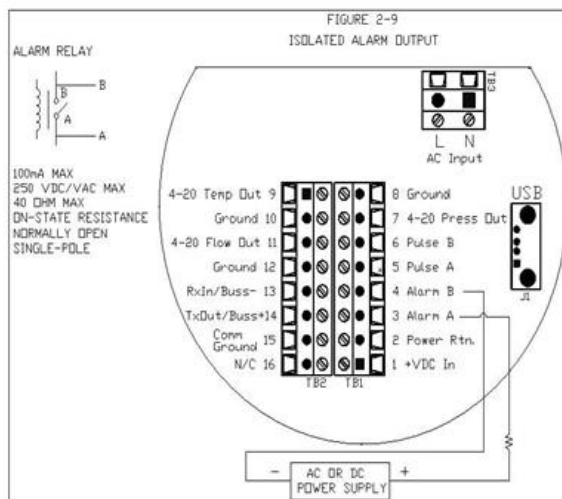 FIGURE 2-9
ISOLATED ALARM OUTPUT
ALARM RELAY
B
B
A
A
100mA MAX
250 VDC/VAC MAX
40 OHM MAX
ON-STATE RESISTANCE
NORMALLY OPEN
SINGLE-POLE
TB3
L N
AC Input
USB
J1
4-20 Temp Out 9
Ground 10
4-20 Flow Out 11
Ground 12
RxIn/Buss- 13
TxOut/Buss+14
Comm
Ground 15
N/C 16
8 Ground
7 4-20 Press Out
6 Pulse B
5 Pulse A
4 Alarm B
3 Alarm A
2 Power Rtn.
1 +VDC In
TB2 TB1
- AC OR DC +
POWER SUPPLY